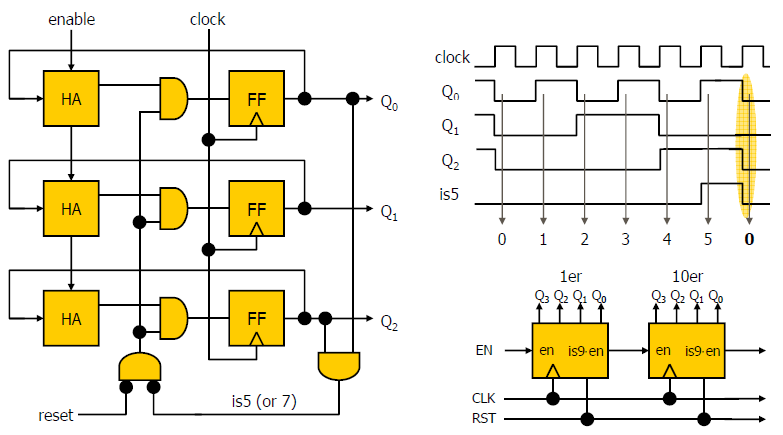 enable
clock
HA
FF
Q0
HA
FF
Q1
HA
FF
Q2
reset
is5 (or 7)
clock
Q0
Q1
Q2
is5
0 1 2 3 4 5 0
1er 10er
Q3 Q2 Q1 Q0 Q3 Q2 Q1 Q0
EN en is9·en en is9·en
CLK
RST